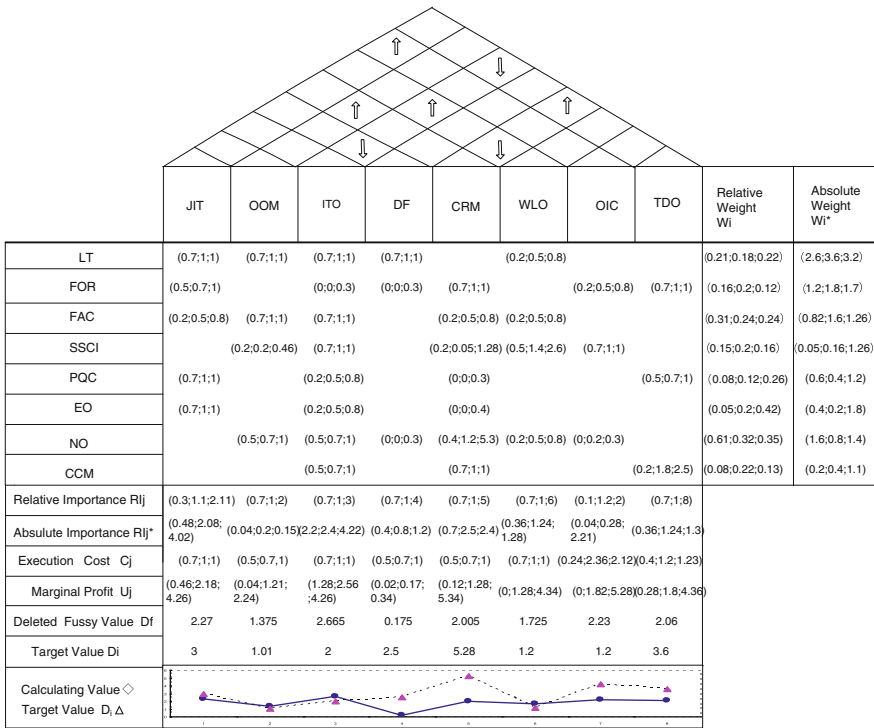 JIT OOM ITO DF CRM WLO OIC TDO Relative Weight Wi Absolute Weight Wi*
LT (0.7;1;1) (0.7;1;1) (0.7;1;1) (0.7;1;1) (0.2;0.5;0.8) (0.21;0.18;0.22) (2.6;3.6;3.2)
FOR (0.5;0.7;1) (0;0;0.3) (0;0;0.3) (0.7;1;1) (0.2;0.5;0.8) (0.7;1;1) (0.16;0.2;0.12) (1.2;1.8;1.7)
FAC (0.2;0.5;0.8) (0.7;1;1) (0.7;1;1) (0.2;0.5;0.8) (0.2;0.5;0.8) (0.31;0.24;0.24) (0.82;1.6;1.26)
SSCI (0.2;0.2;0.46) (0.7;1;1) (0.2;0.05;1.28) (0.5;1.4;2.6) (0.7;1;1) (0.15;0.2;0.16) (0.05;0.16;1.26)
PQC (0.7;1;1) (0.2;0.5;0.8) (0;0;0.3) (0.5;0.7;1) (0.08;0.12;0.26) (0.6;0.4;1.2)
EO (0.7;1;1) (0.2;0.5;0.8) (0;0;0.4) (0.05;0.2;0.42) (0.4;0.2;1.8)
NO (0.5;0.7;1) (0.5;0.7;1) (0;0;0.3) (0.4;1.2;5.3) (0.2;0.5;0.8) (0;0.2;0.3) (0.61;0.32;0.35) (1.6;0.8;1.4)
CCM (0.5;0.7;1) (0.7;1;1) (0.2;1.8;2.5) (0.08;0.22;0.13) (0.2;0.4;1.1)
Relative Importance RIj (0.3;1.1;2.11) (0.7;1;2) (0.7;1;3) (0.7;1;4) (0.7;1;5) (0.7;1;6) (0.1;1.2;2) (0.7;1;8)
Absolute Importance RIj* (0.48;2.08; 4.02) (0.04;0.2;0.15) (2.2;2.4;4.22) (0.4;0.8;1.2) (0.7;2.5;2.4) (0.36;1.24; 1.28) (0.04;0.28; 2.21) (0.36;1.24;1.3)
Execution Cost Cj (0.7;1;1) (0.5;0.7,1) (0.7;1;1) (0.5;0.7;1) (0.5;0.7;1) (0.7;1;1) (0.24;2.36;2.12) (0.4;1.2;1.23)
Marginal Profit Uj (0.46;2.18; 4.26) (0.04;1.21; 2.24) (1.28;2.56 ;4.26) (0.02;0.17; 0.34) (0.12;1.28; 5.34) (0;1.28;4.34) (0;1.82;5.28) (0.28;1.8;4.36)
Deleted Fussy Value Df 2.27 1.375 2.665 0.175 2.005 1.725 2.23 2.06
Target Value Di 3 1.01 2 2.5 5.28 1.2 1.2 3.6
Calculating Value ◇
Target Value Dᵢ Δ
1 2 3 4 5 6 7 8